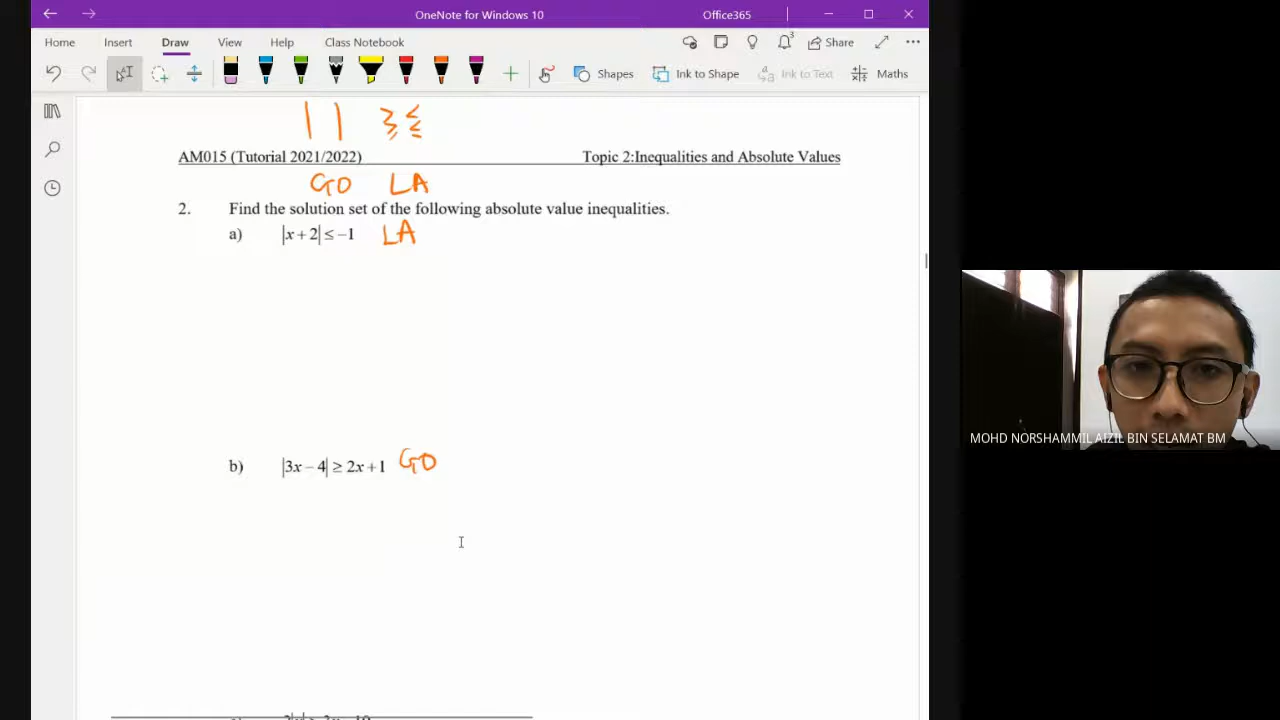 OneNote for Windows 10
Office365
Home Insert Draw View Help Class Notebook
3
Share
Shapes
Ink to Shape
Ink to Text
Maths
| | ≥ ≤
AM015 (Tutorial 2021/2022) Topic 2:Inequalities and Absolute Values
GO LA
2. Find the solution set of the following absolute value inequalities.
a) |x + 2| ≤ −1 LA
b) |3x − 4| ≥ 2x + 1 GO
MOHD NORSHAMMIL AIZIL BIN SELAMAT BM